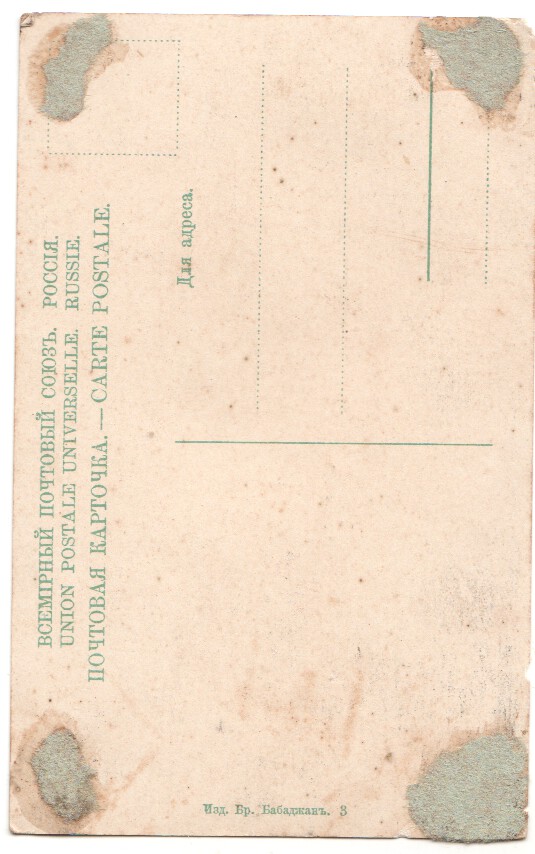 ВСЕМІРНЫЙ ПОЧТОВЫЙ СОЮЗЪ. РОССІЯ.
UNION POSTALE UNIVERSELLE. RUSSIE.
ПОЧТОВАЯ КАРТОЧКА. — CARTE POSTALE.
Для адреса.
Изд. Бр. Бабаджанъ. 3